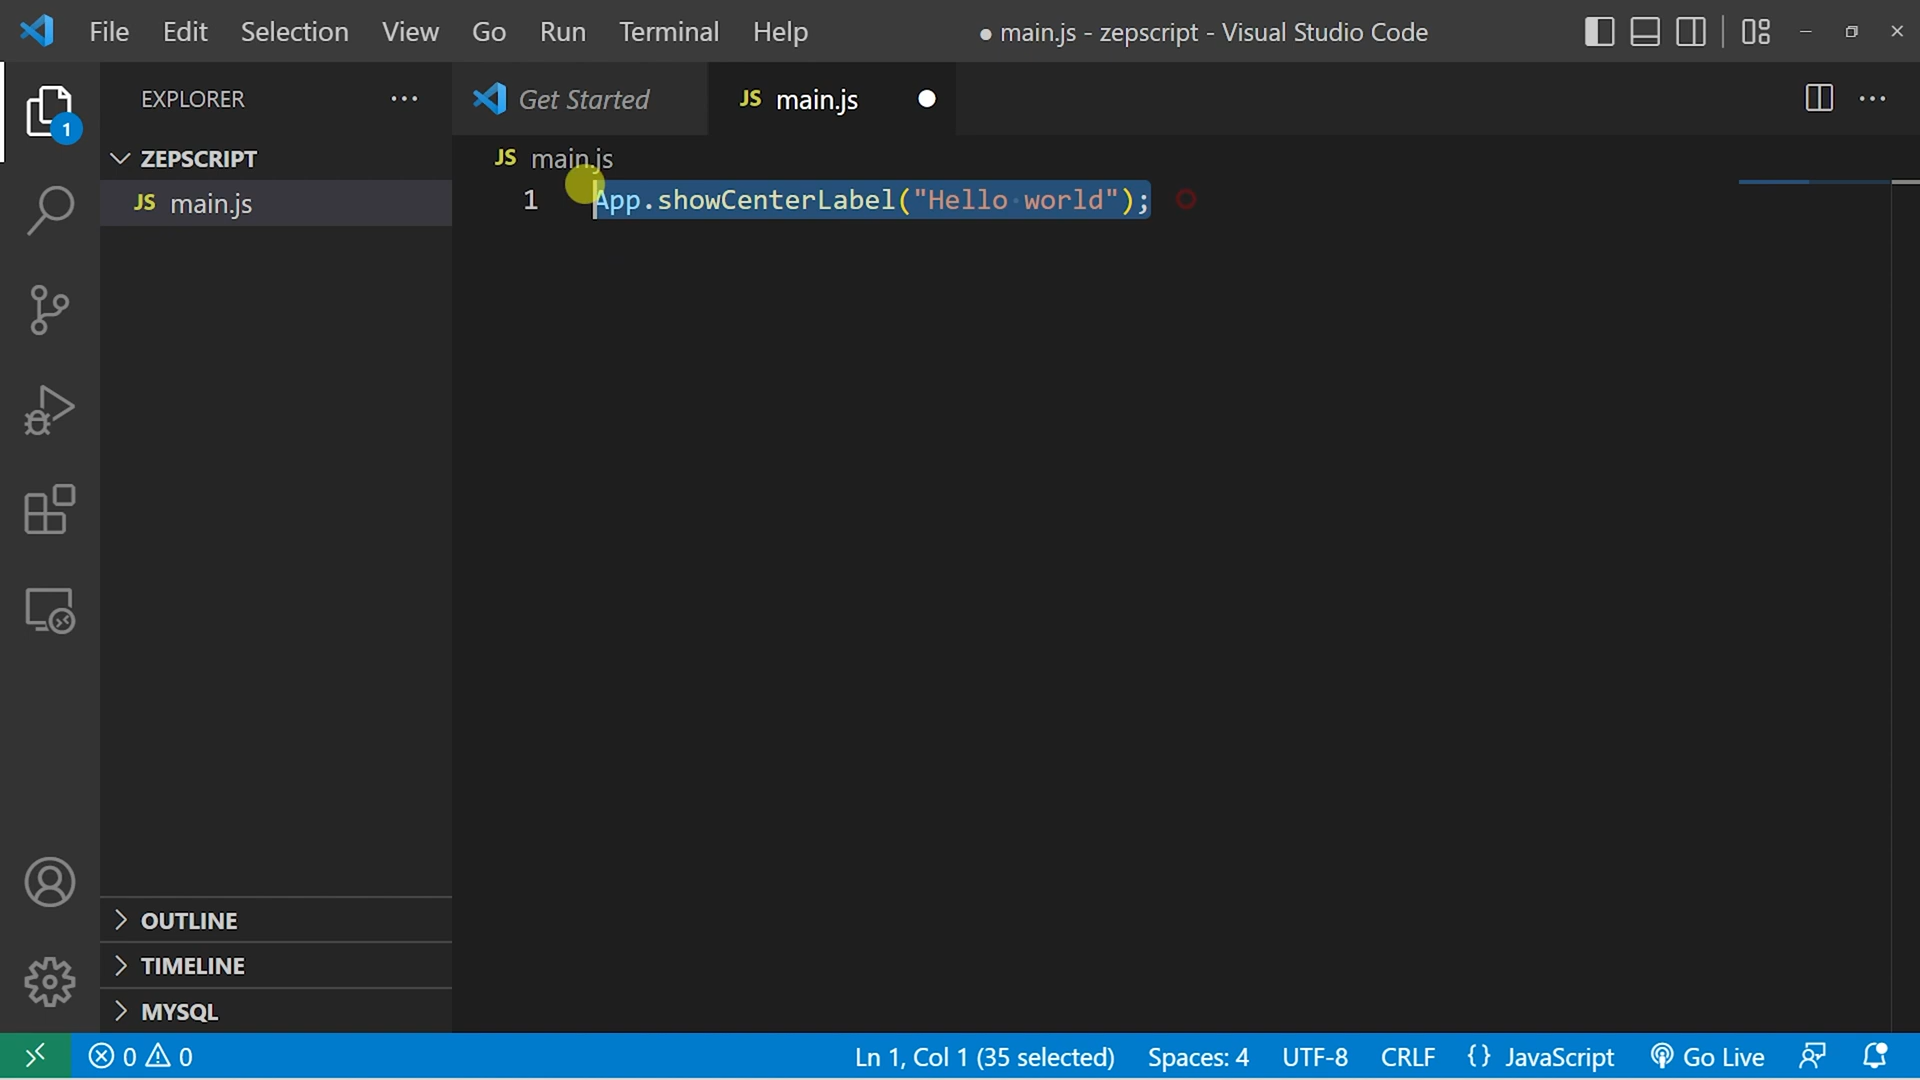 File Edit Selection View Go Run Terminal Help ● main.js - zepscript - Visual Studio Code
EXPLORER
Get Started
JS main.js
ZEPSCRIPT
JS main.js
JS main.js
1 App.showCenterLabel("Hello world");
1
OUTLINE
TIMELINE
MYSQL
0 0 Ln 1, Col 1 (35 selected) Spaces: 4 UTF-8 CRLF {} JavaScript Go Live